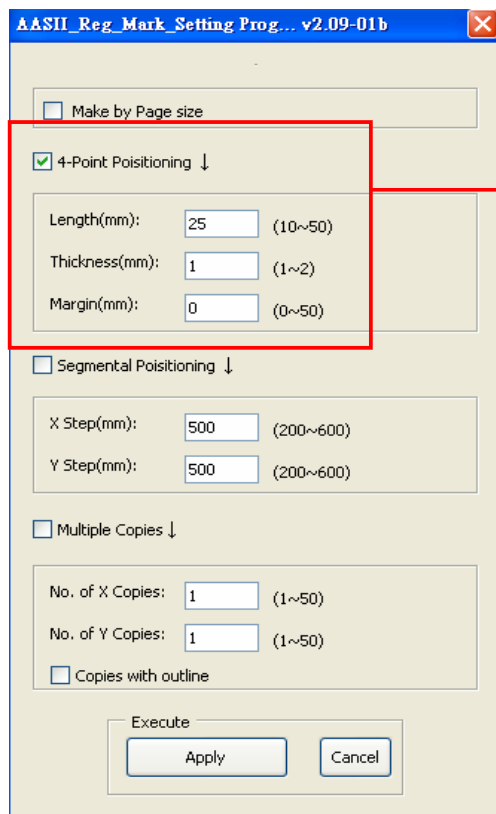 AASII_Reg_Mark_Setting Prog... v2.09-01b
Make by Page size
4-Point Poisitioning ↓
Length(mm): 25 (10~50)
Thickness(mm): 1 (1~2)
Margin(mm): 0 (0~50)
Segmental Poisitioning ↓
X Step(mm): 500 (200~600)
Y Step(mm): 500 (200~600)
Multiple Copies ↓
No. of X Copies: 1 (1~50)
No. of Y Copies: 1 (1~50)
Copies with outline
Execute
Apply Cancel